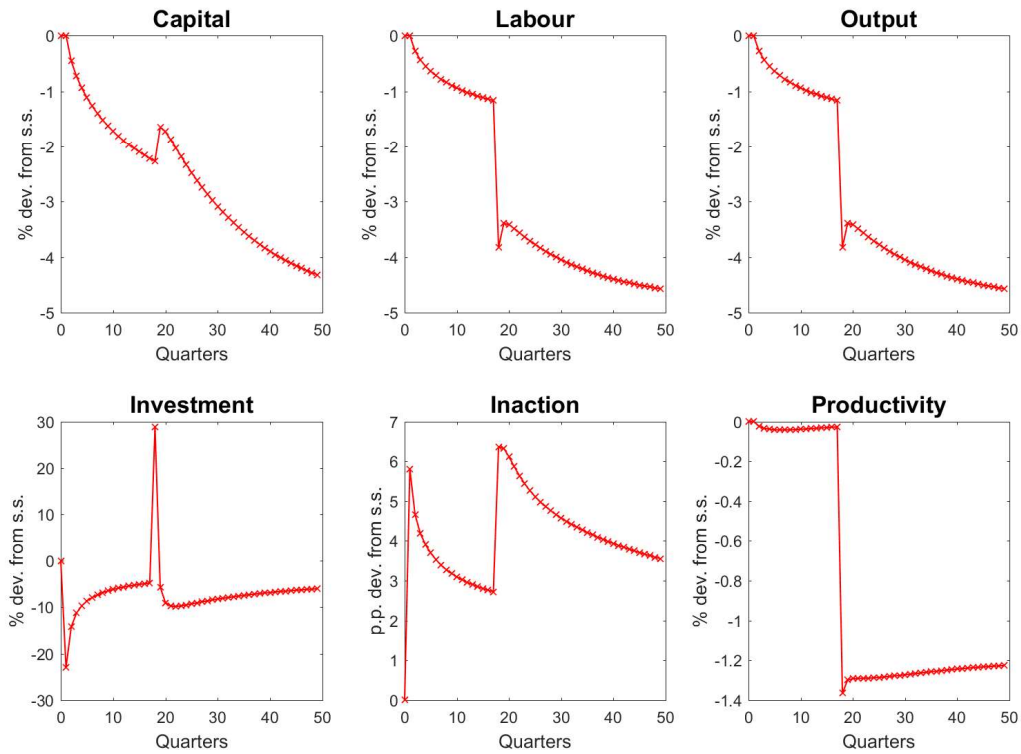 Capital
% dev. from s.s.
0
-1
-2
-3
-4
-5
0 10 20 30 40 50
Quarters
Labour
% dev. from s.s.
0
-1
-2
-3
-4
-5
0 10 20 30 40 50
Quarters
Output
% dev. from s.s.
0
-1
-2
-3
-4
-5
0 10 20 30 40 50
Quarters
Investment
% dev. from s.s.
30
20
10
0
-10
-20
-30
0 10 20 30 40 50
Quarters
Inaction
p.p. dev. from s.s.
7
6
5
4
3
2
1
0
0 10 20 30 40 50
Quarters
Productivity
% dev. from s.s.
0
-0.2
-0.4
-0.6
-0.8
-1
-1.2
-1.4
0 10 20 30 40 50
Quarters